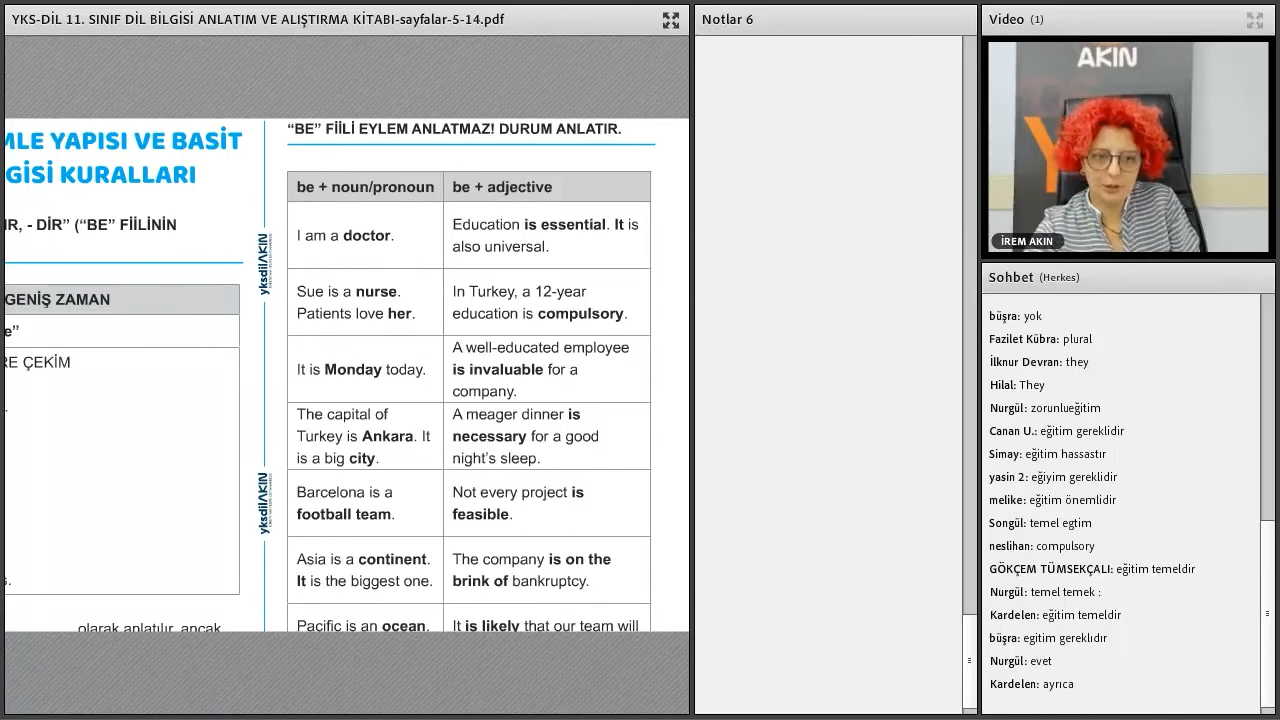 YKS-DİL 11. SINIF DİL BİLGİSİ ANLATIM VE ALIŞTIRMA KİTABI-sayfalar-5-14.pdf
MLE YAPISI VE BASİT
GİSİ KURALLARI
IR, - DİR” (“BE” FİİLİNİN
GENİŞ ZAMAN
e”
RE ÇEKİM
s.
olarak anlatılır, ancak
yksdilAKIN
yksdilAKIN
“BE” FİİLİ EYLEM ANLATMAZ! DURUM ANLATIR.
be + noun/pronoun
be + adjective
I am a doctor.
Education is essential. It is
also universal.
Sue is a nurse.
Patients love her.
In Turkey, a 12-year
education is compulsory.
It is Monday today.
A well-educated employee
is invaluable for a
company.
The capital of
Turkey is Ankara. It
is a big city.
A meager dinner is
necessary for a good
night’s sleep.
Barcelona is a
football team.
Not every project is
feasible.
Asia is a continent.
It is the biggest one.
The company is on the
brink of bankruptcy.
Pacific is an ocean.
It is likely that our team will
Notlar 6
Video (1)
AKIN
Y
İREM AKIN
Sohbet (Herkes)
büşra: yok
Fazilet Kübra: plural
İlknur Devran: they
Hilal: They
Nurgül: zorunlueğitim
Canan U.: eğitim gereklidir
Simay: eğitim hassastır
yasin 2: eğiyim gereklidir
melike: eğitim önemlidir
Songül: temel egtim
neslihan: compulsory
GÖKÇEM TÜMSEKÇALI: eğitim temeldir
Nurgül: temel temek :
Kardelen: eğitim temeldir
büşra: egitim gereklıdır
Nurgül: evet
Kardelen: ayrıca